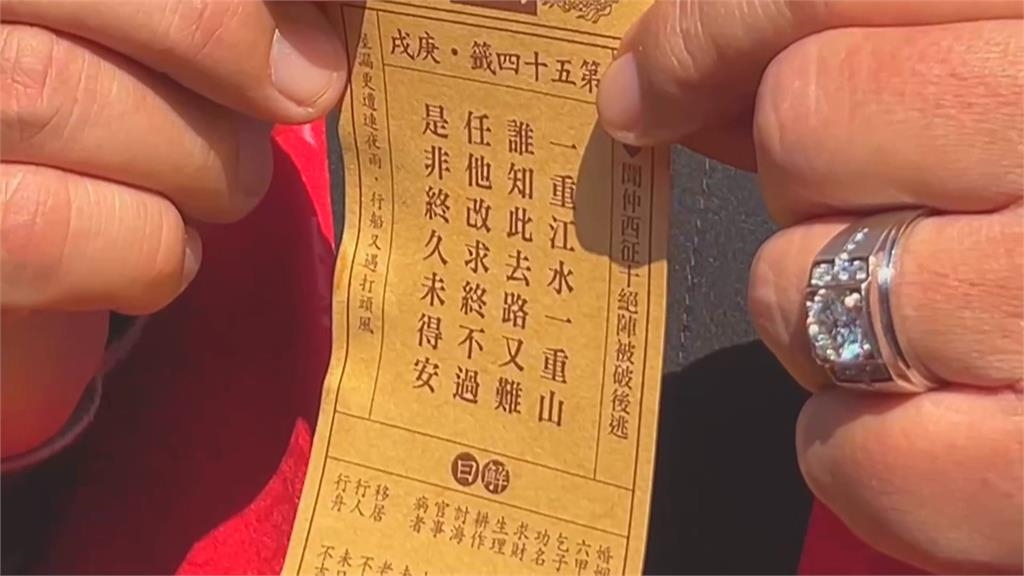 第五十四籤・庚戌
聞仲西征十絕陣被破後逃
一重江水一重山
誰知此去路又難
任他改求終不過
是非終久未得安
漏更遭連夜雨，行船又遇打頭風
解曰
婚姻
六甲
乞子
功名
求財
生理
耕作
討海
官事
病者
移居
行人
行舟